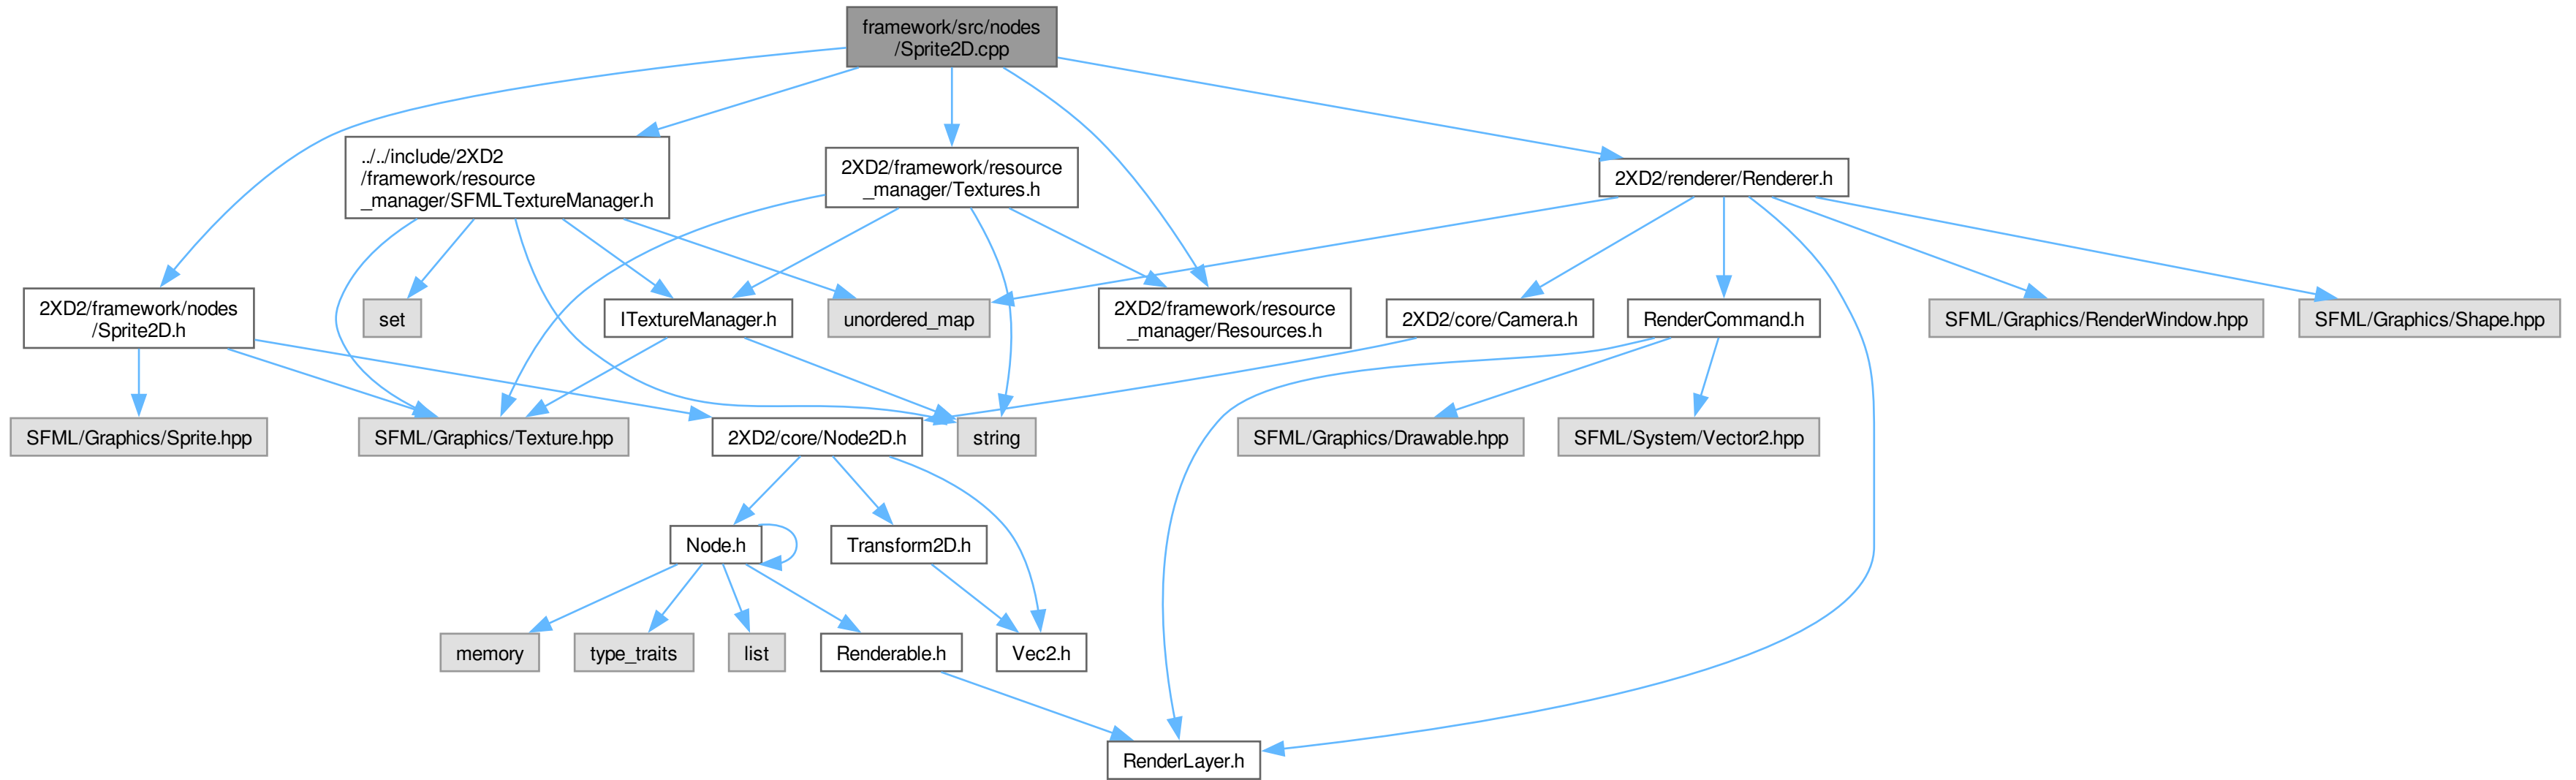 framework/src/nodes
/Sprite2D.cpp
../../include/2XD2
/framework/resource
_manager/SFMLTextureManager.h
2XD2/framework/resource
_manager/Textures.h
2XD2/renderer/Renderer.h
2XD2/framework/nodes
/Sprite2D.h
set
ITextureManager.h
unordered_map
2XD2/framework/resource
_manager/Resources.h
2XD2/core/Camera.h
RenderCommand.h
SFML/Graphics/RenderWindow.hpp
SFML/Graphics/Shape.hpp
SFML/Graphics/Sprite.hpp
SFML/Graphics/Texture.hpp
2XD2/core/Node2D.h
string
SFML/Graphics/Drawable.hpp
SFML/System/Vector2.hpp
Node.h
Transform2D.h
memory
type_traits
list
Renderable.h
Vec2.h
RenderLayer.h